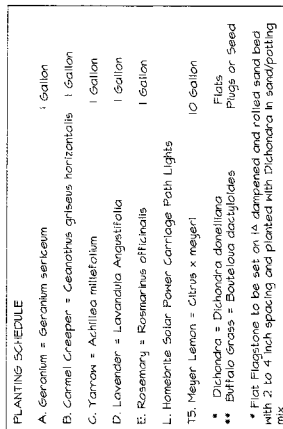 PLANTING SCHEDULE
A. Geranium = Geranium sericeum 1 Gallon
B. Carmel Creeper = Ceanothus griseus horizontalis 1 Gallon
C. Yarrow = Achillea millefolium 1 Gallon
D. Lavender = Lavandula Angustifolia 1 Gallon
E. Rosemary = Rosmarinus officinalis 1 Gallon
L. Homebrite Solar Power Carriage Path Lights
T5. Meyer Lemon = Citrus x meyeri 10 Gallon
* Dichondra = Dichondra donelliana Flats
** Buffalo Grass = Bouteloua dactyloides Plugs or Seed
* Flat Flagstone to be set on 1A dampened and rolled sand bed
with 2 to 4 inch spacing and planted with Dichondra in sand/potting
mix